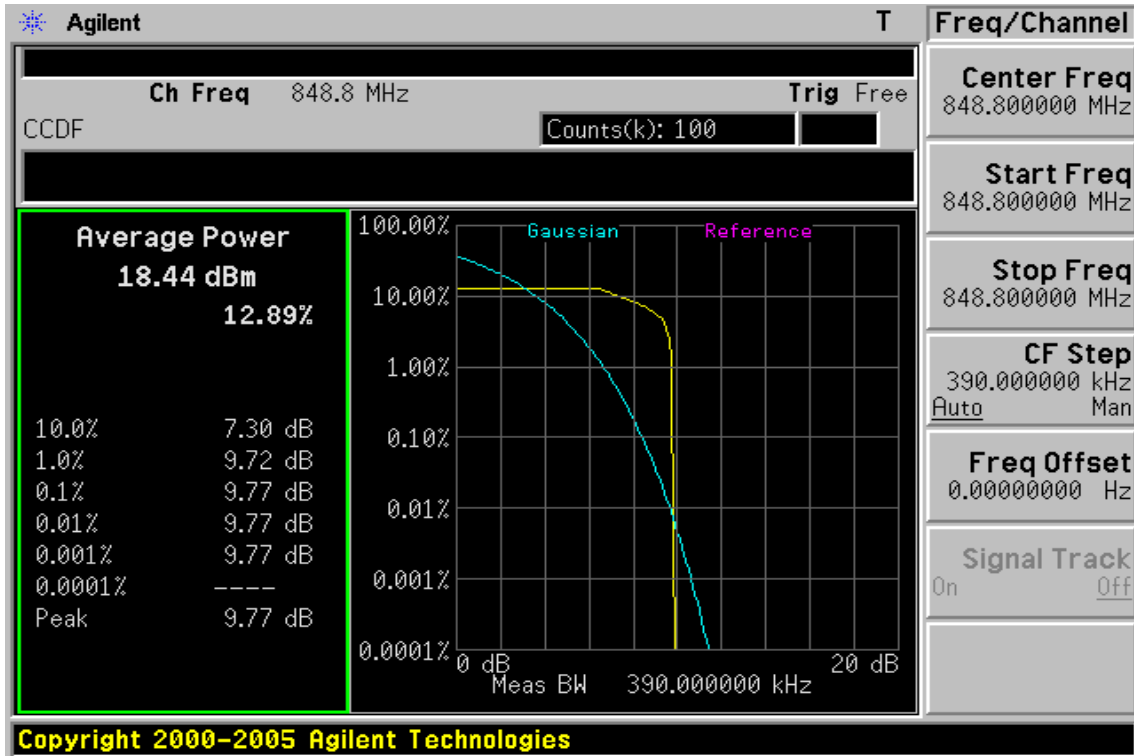 Agilent
T
Ch Freq 848.8 MHz
Trig Free
CCDF
Counts(k): 100
Average Power
18.44 dBm
12.89%
10.0% 7.30 dB
1.0% 9.72 dB
0.1% 9.77 dB
0.01% 9.77 dB
0.001% 9.77 dB
0.0001% ----
Peak 9.77 dB
Gaussian
Reference
100.00%
10.00%
1.00%
0.10%
0.01%
0.001%
0.0001%
0 dB
20 dB
Meas BW 390.000000 kHz
Freq/Channel
Center Freq
848.800000 MHz
Start Freq
848.800000 MHz
Stop Freq
848.800000 MHz
CF Step
390.000000 kHz
Auto Man
Freq Offset
0.00000000 Hz
Signal Track
On Off
Copyright 2000-2005 Agilent Technologies